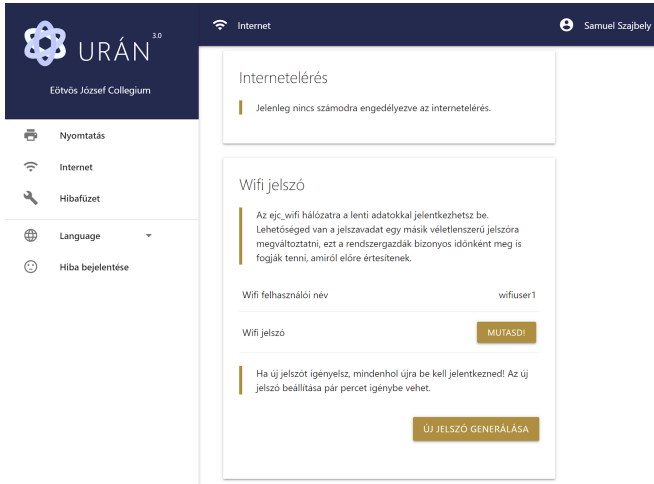 URÁN 3.0
Eötvös József Collegium
Nyomtatás
Internet
Hibafüzet
Language
Hiba bejelentése
Internet
Samuel Szajbely
Internetelérés
Jelenleg nincs számodra engedélyezve az internetelérés.
Wifi jelszó
Az ejc_wifi hálózatra a lenti adatokkal jelentkezhetsz be.
Lehetőséged van a jelszavadat egy másik véletlenszerű jelszóra
megváltoztatni, ezt a rendszergazdák bizonyos időnként meg is
fogják tenni, amiről előre értesítenek.
Wifi felhasználói név wifiuser1
Wifi jelszó MUTASD!
Ha új jelszót igényelsz, mindenhol újra be kell jelentkezned! Az új
jelszó beállítása pár percet igénybe vehet.
ÚJ JELSZÓ GENERÁLÁSA